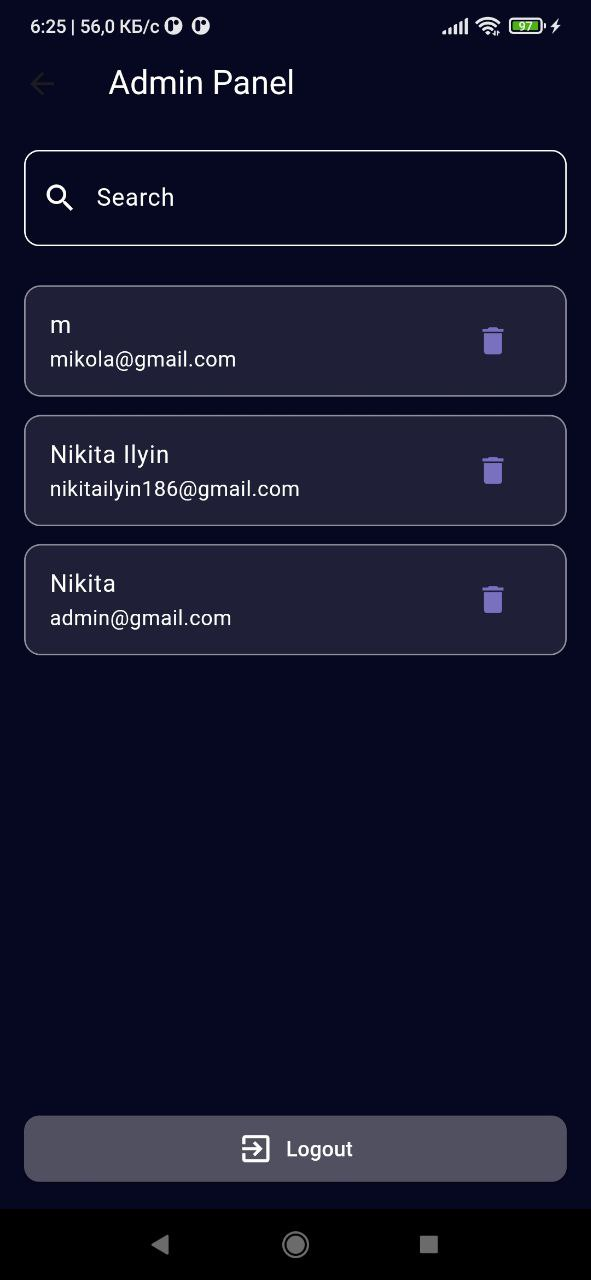 6:25 | 56,0 КБ/с
97
Admin Panel
Search
m
mikola@gmail.com
Nikita Ilyin
nikitailyin186@gmail.com
Nikita
admin@gmail.com
Logout